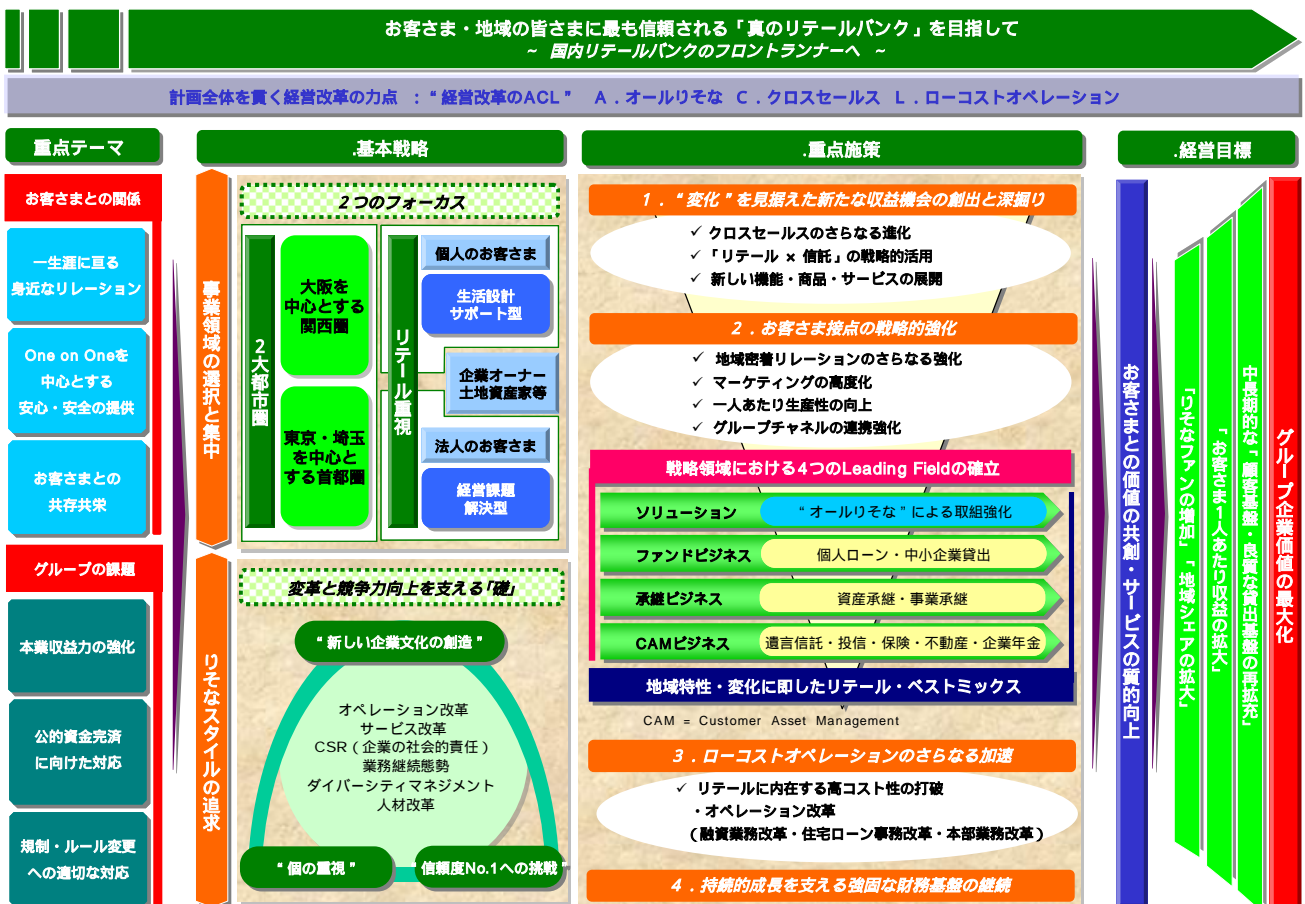 お客さま・地域の皆さまに最も信頼される「真のリテールバンク」を目指して
~ 国内リテールバンクのフロントランナーへ ~
計画全体を貫く経営改革の力点 ：“経営改革のACL” A．オールりそな C．クロスセールス L．ローコストオペレーション
重点テーマ
お客さまとの関係
一生涯に亘る
身近なリレーション
One on Oneを
中心とする
安心・安全の提供
お客さまとの
共存共栄
グループの課題
本業収益力の強化
公的資金完済
に向けた対応
規制・ルール変更
への適切な対応
.基本戦略
事業領域の選択と集中
2つのフォーカス
2大都市圏
大阪を
中心とする
関西圏
東京・埼玉
を中心と
する首都圏
リテール重視
個人のお客さま
生活設計
サポート型
企業オーナー
土地資産家等
法人のお客さま
経営課題
解決型
りそなスタイルの追求
変革と競争力向上を支える「礎」
“新しい企業文化の創造”
オペレーション改革
サービス改革
CSR（企業の社会的責任）
業務継続態勢
ダイバーシティマネジメント
人材改革
“個の重視”
“信頼度No.1への挑戦”
.重点施策
1．“変化”を見据えた新たな収益機会の創出と深掘り
✓ クロスセールスのさらなる進化
✓ 「リテール × 信託」の戦略的活用
✓ 新しい機能・商品・サービスの展開
2．お客さま接点の戦略的強化
✓ 地域密着リレーションのさらなる強化
✓ マーケティングの高度化
✓ 一人あたり生産性の向上
✓ グループチャネルの連携強化
戦略領域における4つのLeading Fieldの確立
ソリューション “オールりそな”による取組強化
ファンドビジネス 個人ローン・中小企業貸出
承継ビジネス 資産承継・事業承継
CAMビジネス 遺言信託・投信・保険・不動産・企業年金
地域特性・変化に即したリテール・ベストミックス
CAM = Customer Asset Management
3．ローコストオペレーションのさらなる加速
✓ リテールに内在する高コスト性の打破
・オペレーション改革
（融資業務改革・住宅ローン事務改革・本部業務改革）
4．持続的成長を支える強固な財務基盤の継続
.経営目標
お客さまとの価値の共創・サービスの質的向上
「りそなファンの増加」「地域シェアの拡大」
「お客さま1人あたり収益の拡大」
中長期的な「顧客基盤・良質な貸出基盤の再拡充」
グループ企業価値の最大化